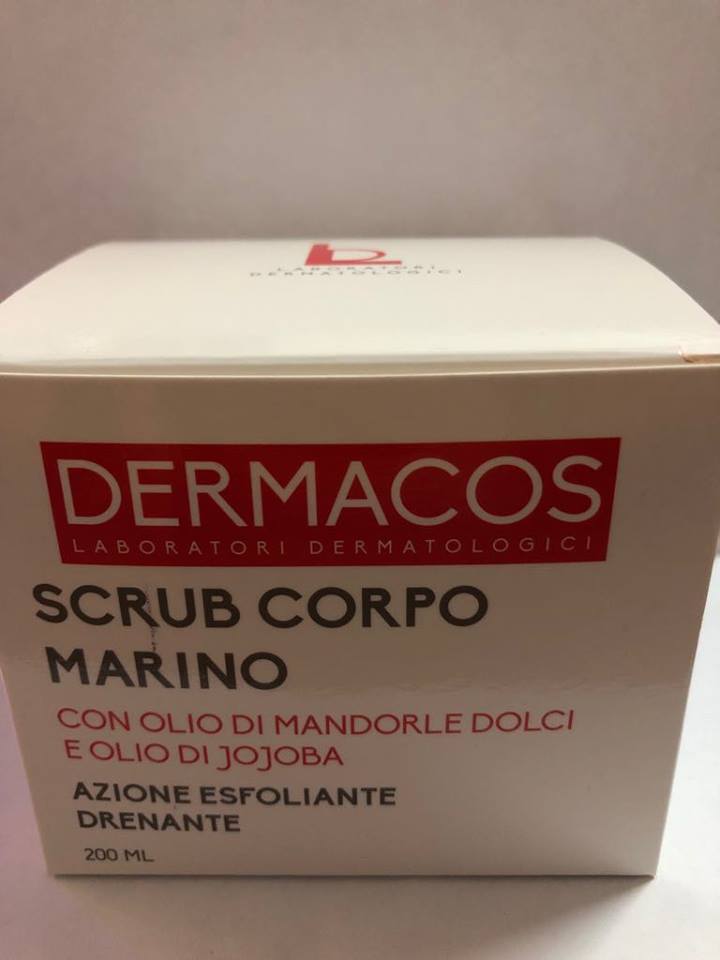 LABORATORI
DERMATOLOGICI
DERMACOS
LABORATORI DERMATOLOGICI
SCRUB CORPO
MARINO
CON OLIO DI MANDORLE DOLCI
E OLIO DI JOJOBA
AZIONE ESFOLIANTE
DRENANTE
200 ML